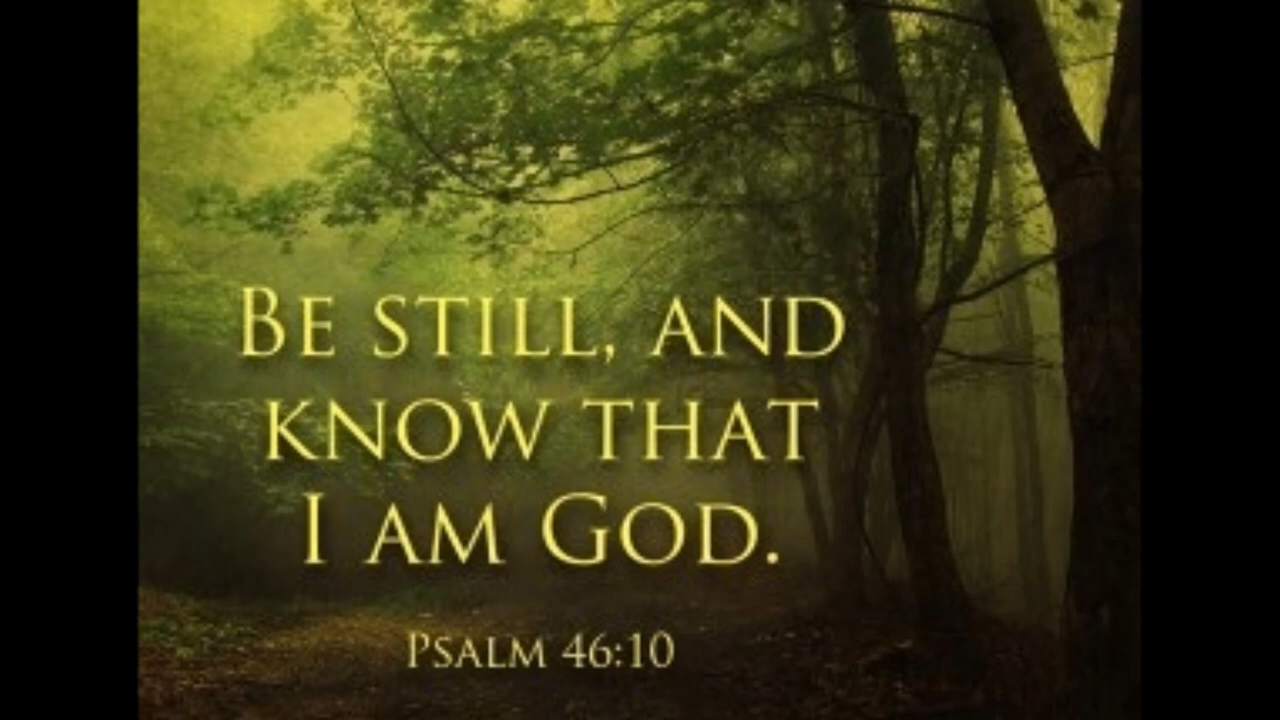 Be still, and
know that
I am God.
Psalm 46:10